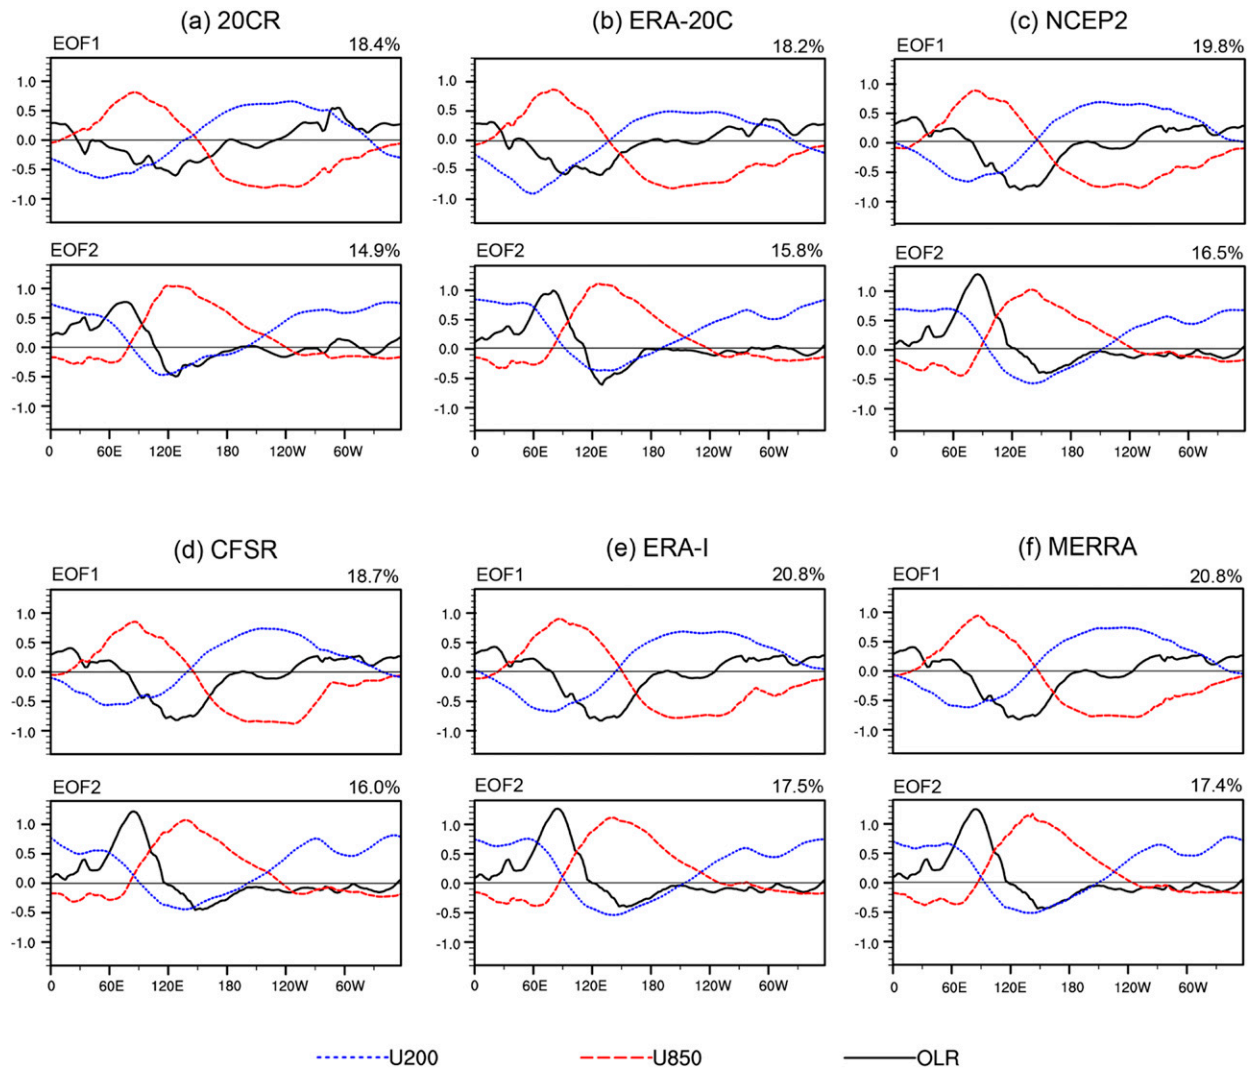 (a) 20CR
EOF1 18.4%
1.0
0.5
0.0
-0.5
-1.0
EOF2 14.9%
1.0
0.5
0.0
-0.5
-1.0
0 60E 120E 180 120W 60W
(b) ERA-20C
EOF1 18.2%
1.0
0.5
0.0
-0.5
-1.0
EOF2 15.8%
1.0
0.5
0.0
-0.5
-1.0
0 60E 120E 180 120W 60W
(c) NCEP2
EOF1 19.8%
1.0
0.5
0.0
-0.5
-1.0
EOF2 16.5%
1.0
0.5
0.0
-0.5
-1.0
0 60E 120E 180 120W 60W
(d) CFSR
EOF1 18.7%
1.0
0.5
0.0
-0.5
-1.0
EOF2 16.0%
1.0
0.5
0.0
-0.5
-1.0
0 60E 120E 180 120W 60W
(e) ERA-I
EOF1 20.8%
1.0
0.5
0.0
-0.5
-1.0
EOF2 17.5%
1.0
0.5
0.0
-0.5
-1.0
0 60E 120E 180 120W 60W
(f) MERRA
EOF1 20.8%
1.0
0.5
0.0
-0.5
-1.0
EOF2 17.4%
1.0
0.5
0.0
-0.5
-1.0
0 60E 120E 180 120W 60W
U200 U850 OLR